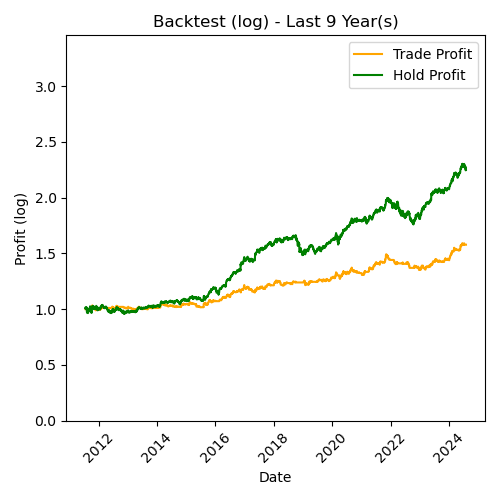 Backtest (log) - Last 9 Year(s)
Trade Profit
Hold Profit
Profit (log)
3.0
2.5
2.0
1.5
1.0
0.5
0.0
2012
2014
2016
2018
2020
2022
2024
Date